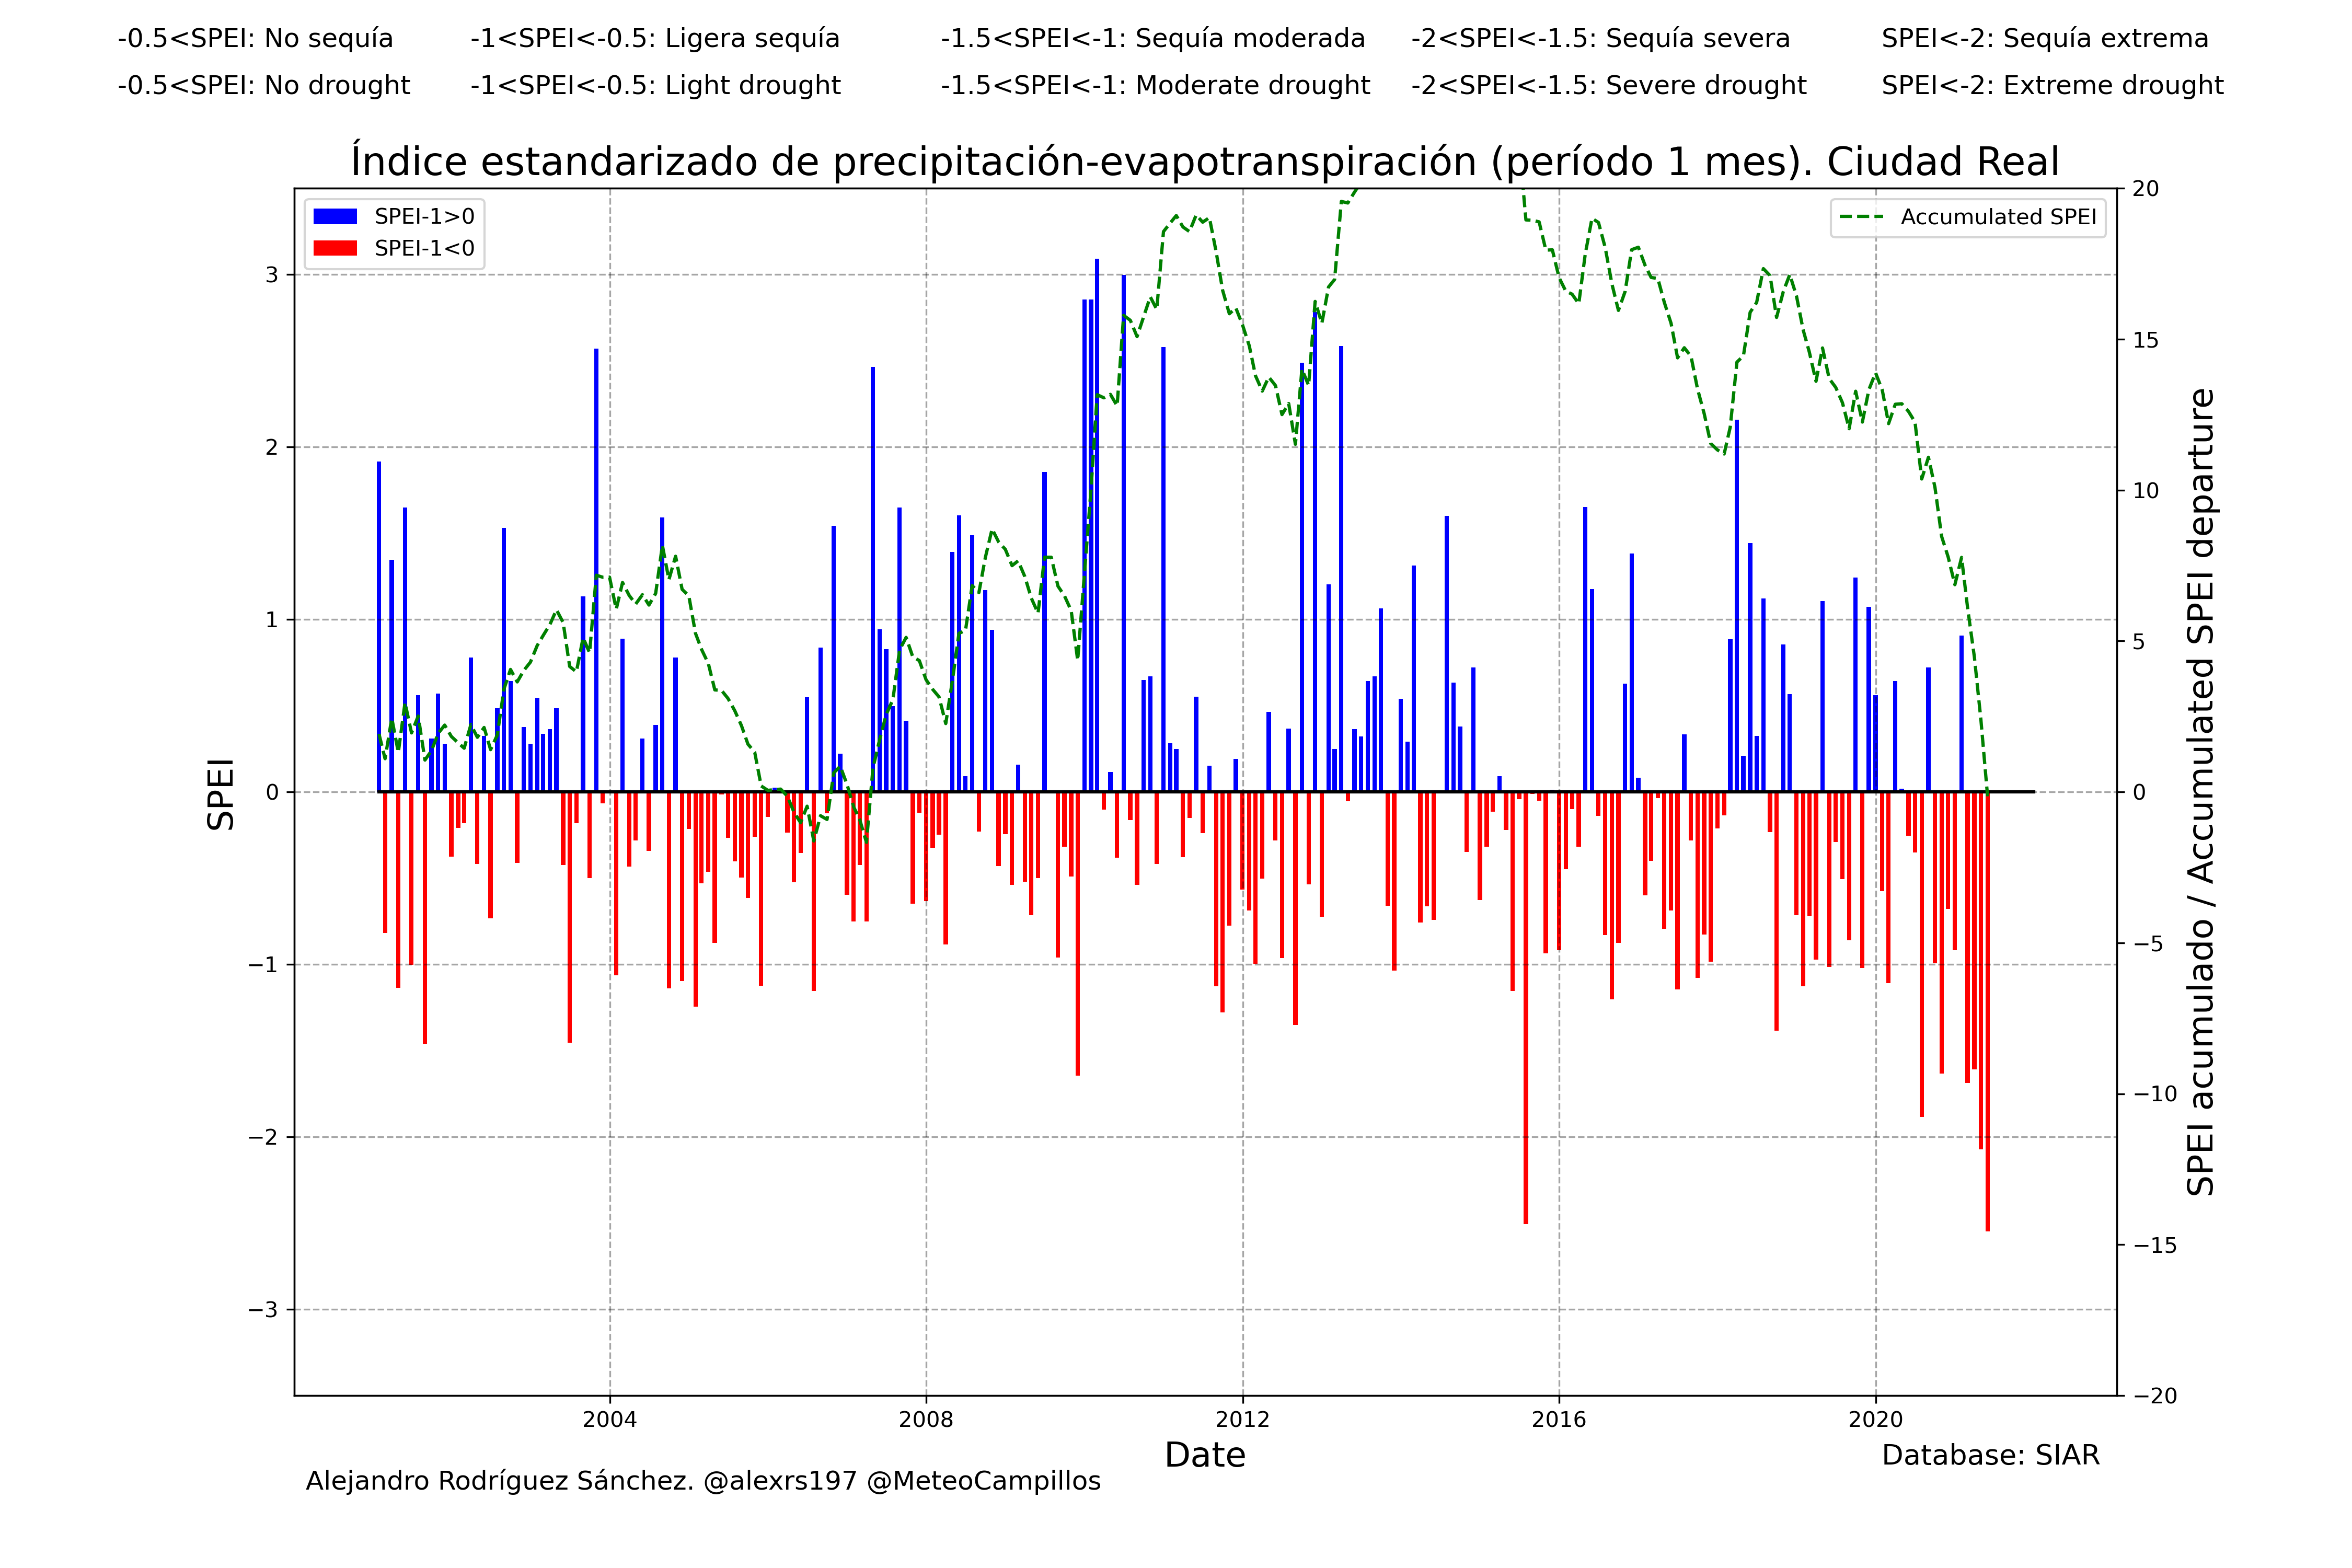 -0.5<SPEI: No sequía
-1<SPEI<-0.5: Ligera sequía
-1.5<SPEI<-1: Sequía moderada
-2<SPEI<-1.5: Sequía severa
SPEI<-2: Sequía extrema
-0.5<SPEI: No drought
-1<SPEI<-0.5: Light drought
-1.5<SPEI<-1: Moderate drought
-2<SPEI<-1.5: Severe drought
SPEI<-2: Extreme drought
Índice estandarizado de precipitación-evapotranspiración (período 1 mes). Ciudad Real
SPEI-1>0
SPEI-1<0
Accumulated SPEI
SPEI
3
2
1
0
−1
−2
−3
20
15
10
5
0
−5
−10
−15
−20
SPEI acumulado / Accumulated SPEI departure
2004
2008
2012
2016
2020
Date
Database: SIAR
Alejandro Rodríguez Sánchez. @alexrs197 @MeteoCampillos